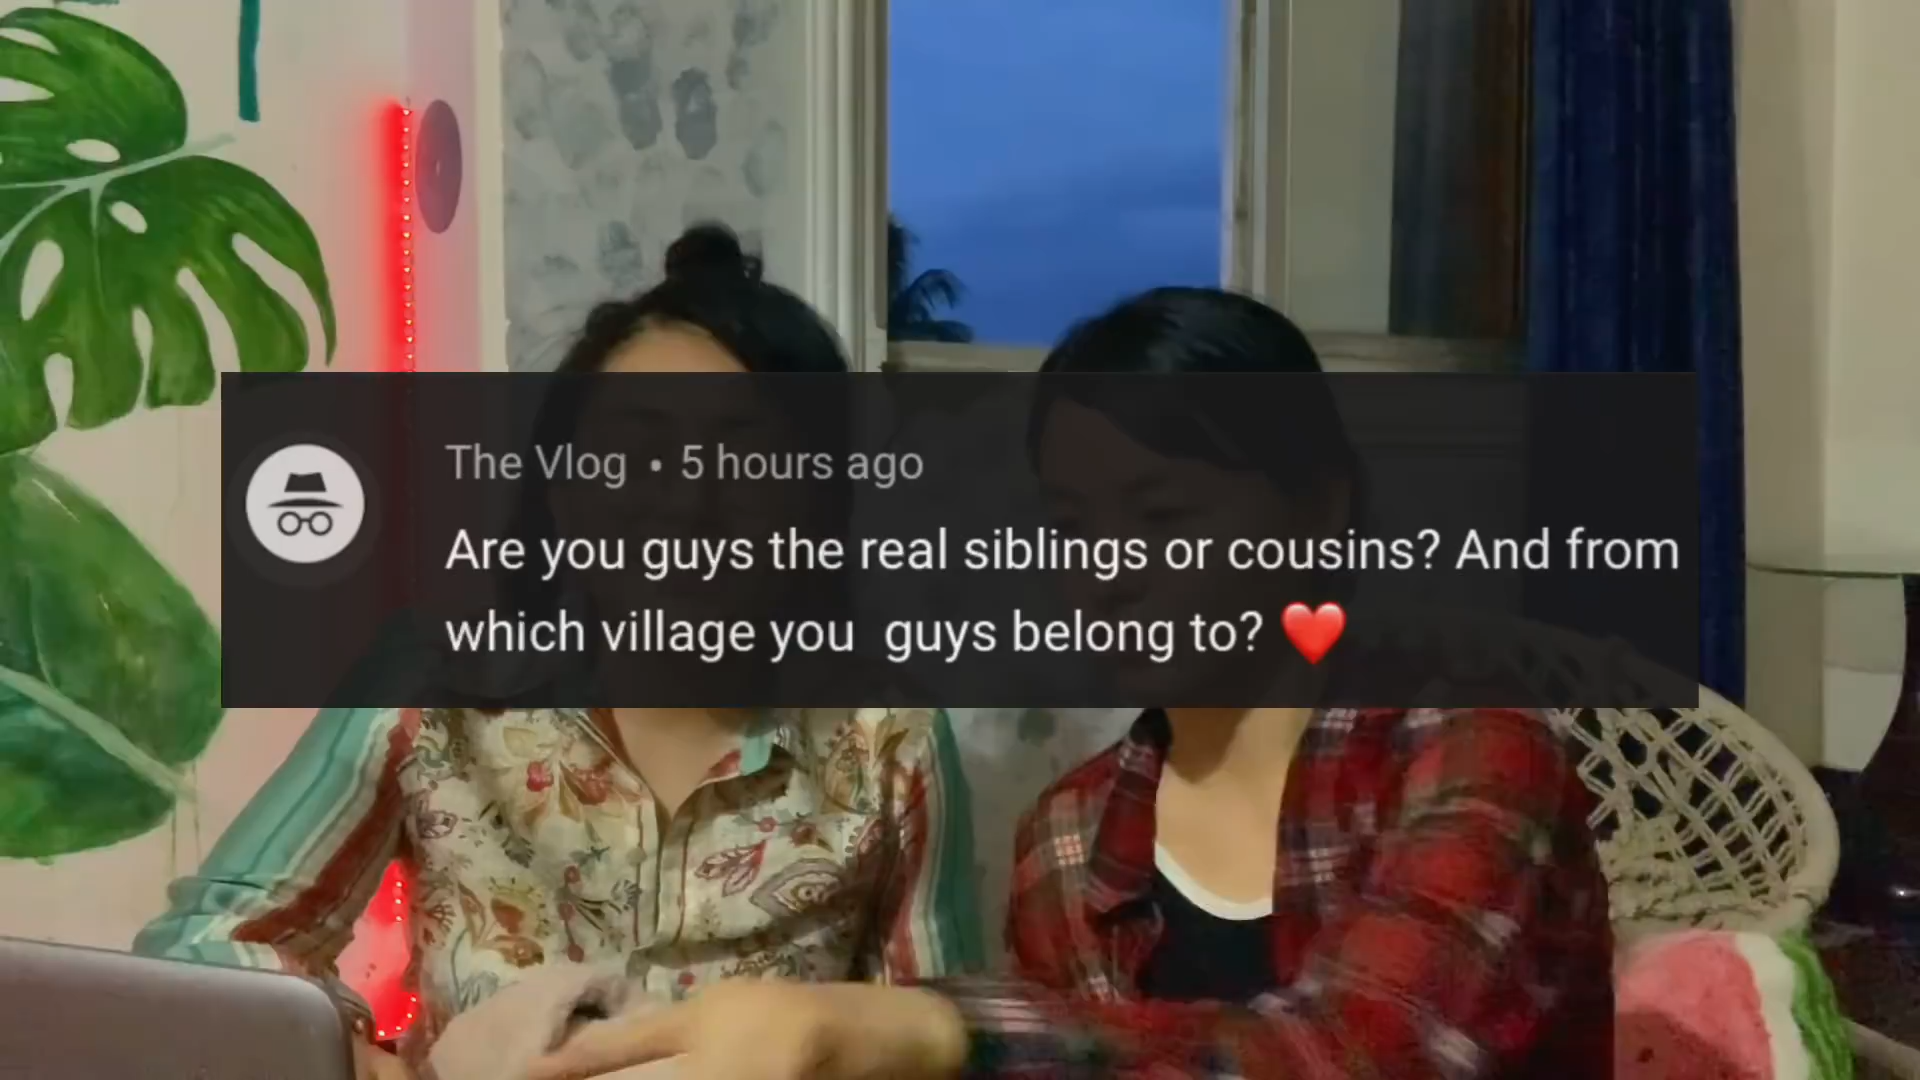 The Vlog • 5 hours ago
Are you guys the real siblings or cousins? And from
which village you  guys belong to? ❤️